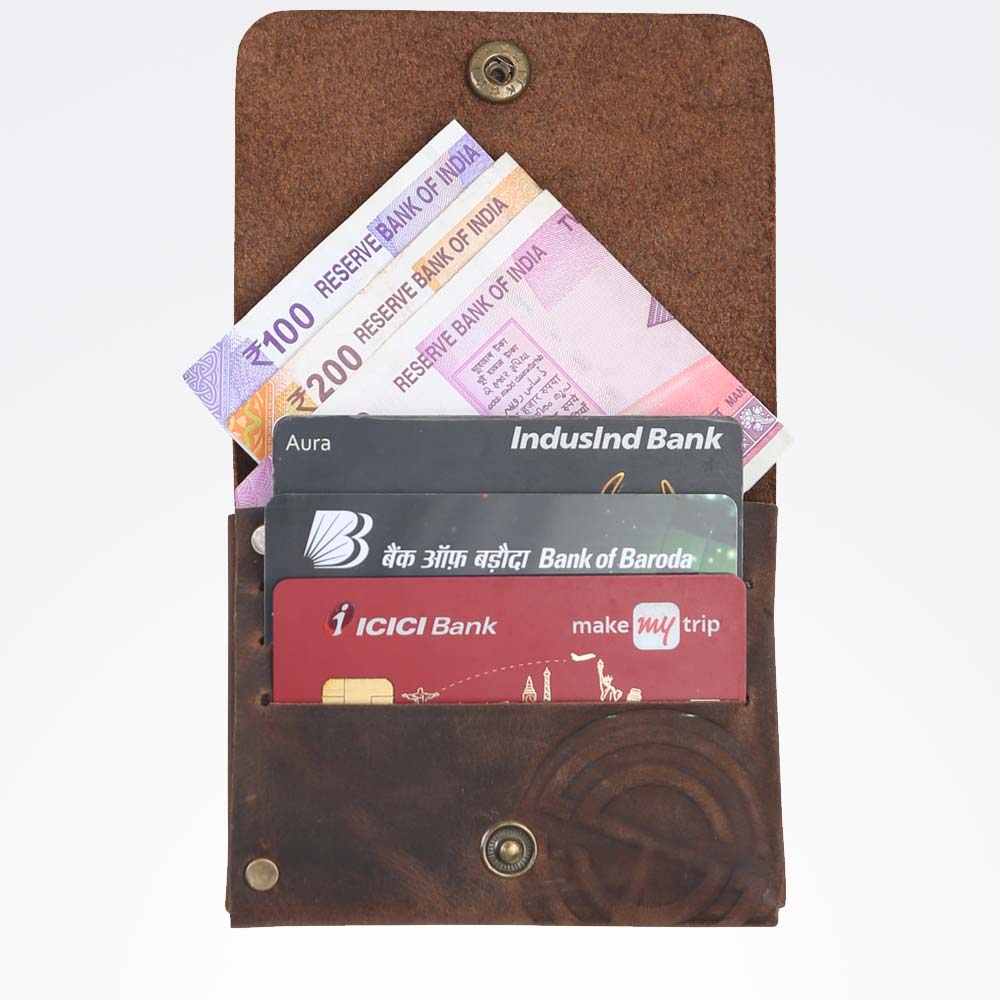 ₹100 RESERVE BANK OF INDIA
₹200 RESERVE BANK OF INDIA
RESERVE BANK OF INDIA
Aura IndusInd Bank
बैंक ऑफ़ बड़ौदा Bank of Baroda
ICICI Bank make my trip